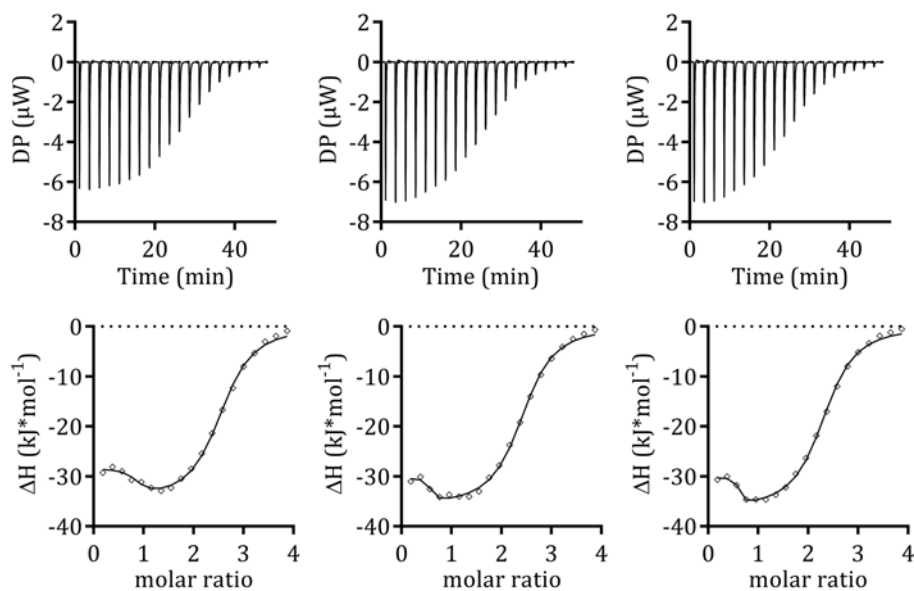 2 2 2
0 0 0
-2 -2 -2
-4 -4 -4
-6 -6 -6
-8 -8 -8
DP (µW) DP (µW) DP (µW)
0 20 40 0 20 40 0 20 40
Time (min) Time (min) Time (min)
0 0 0
-10 -10 -10
-20 -20 -20
-30 -30 -30
-40 -40 -40
ΔH (kJ*mol⁻¹) ΔH (kJ*mol⁻¹) ΔH (kJ*mol⁻¹)
0 1 2 3 4 0 1 2 3 4 0 1 2 3 4
molar ratio molar ratio molar ratio